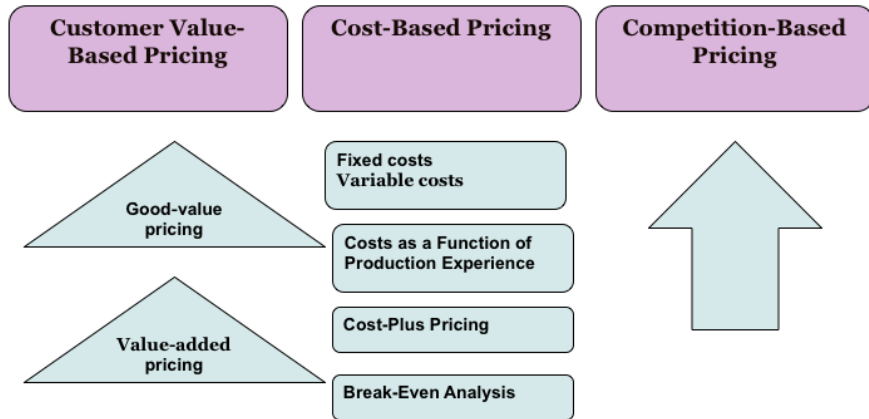 Customer Value-
Based Pricing
Cost-Based Pricing
Competition-Based
Pricing
Good-value
pricing
Value-added
pricing
Fixed costs
Variable costs
Costs as a Function of
Production Experience
Cost-Plus Pricing
Break-Even Analysis